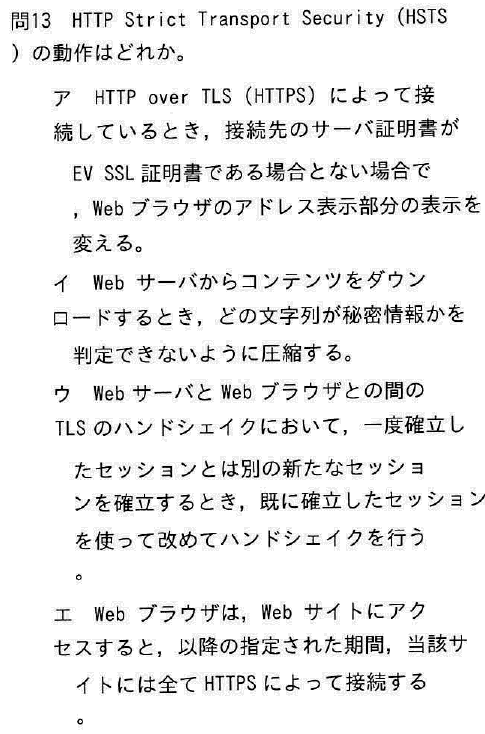 問13 HTTP Strict Transport Security (HSTS
)の動作はどれか。
ア HTTP over TLS (HTTPS) によって接
続しているとき,接続先のサーバ証明書が
EV SSL 証明書である場合とない場合で
,Web ブラウザのアドレス表示部分の表示を
変える。
イ Web サーバからコンテンツをダウン
ロードするとき,どの文字列が秘密情報かを
判定できないように圧縮する。
ウ Web サーバと Web ブラウザとの間の
TLS のハンドシェイクにおいて,一度確立し
たセッションとは別の新たなセッショ
ンを確立するとき,既に確立したセッション
を使って改めてハンドシェイクを行う
。
エ Web ブラウザは,Web サイトにアク
セスすると,以降の指定された期間,当該サ
イトには全て HTTPS によって接続する
。